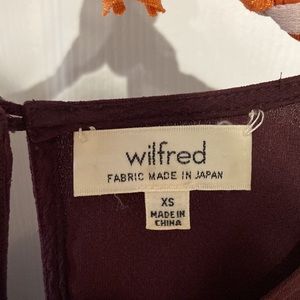 wilfred
FABRIC MADE IN JAPAN
XS
MADE IN
CHINA